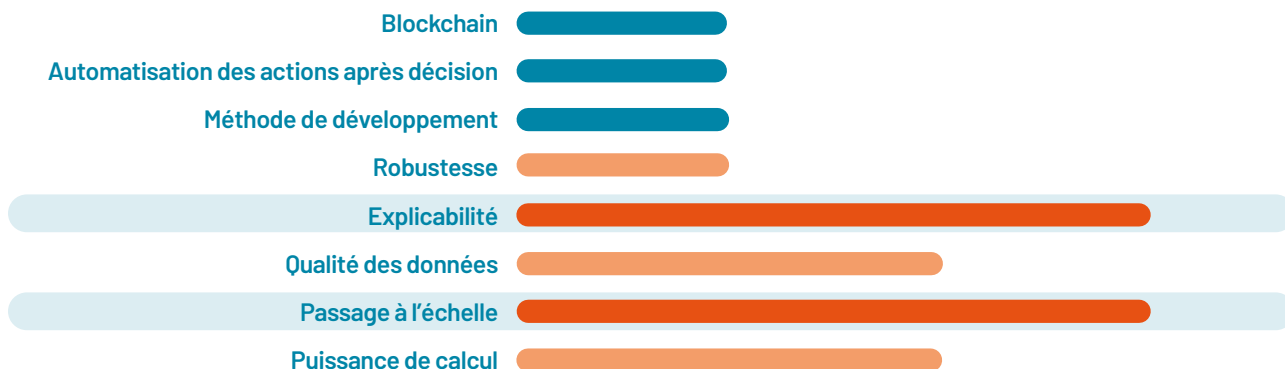 Blockchain
Automatisation des actions après décision
Méthode de développement
Robustesse
Explicabilité
Qualité des données
Passage à l’échelle
Puissance de calcul